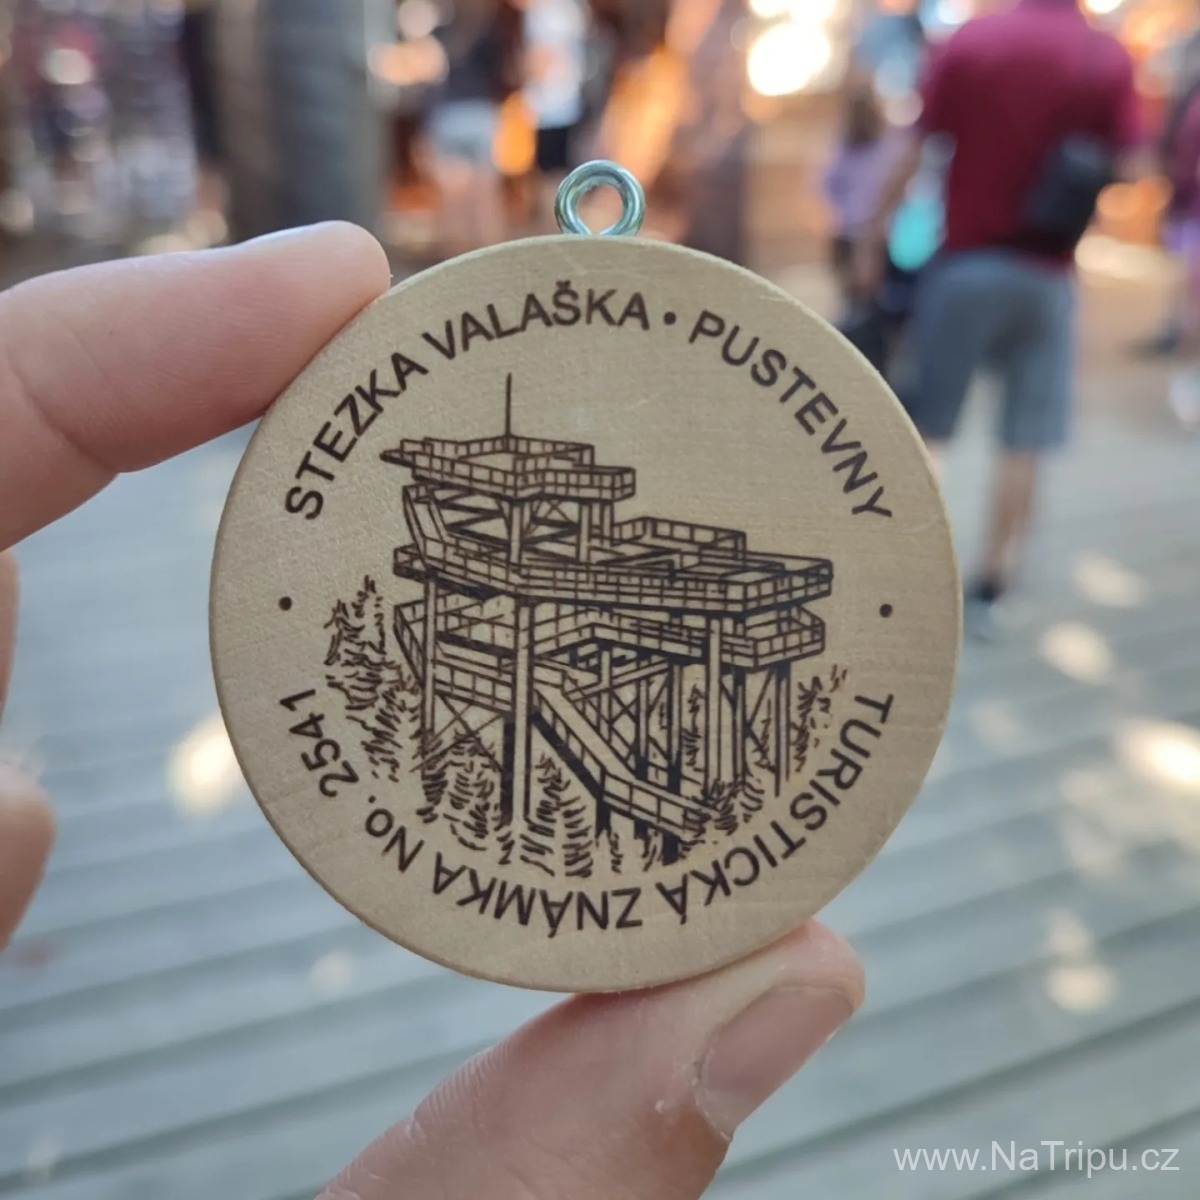 STEZKA VALAŠKA • PUSTEVNY
• TURISTICKÁ ZNÁMKA No. 2541 •
www.NaTripu.cz